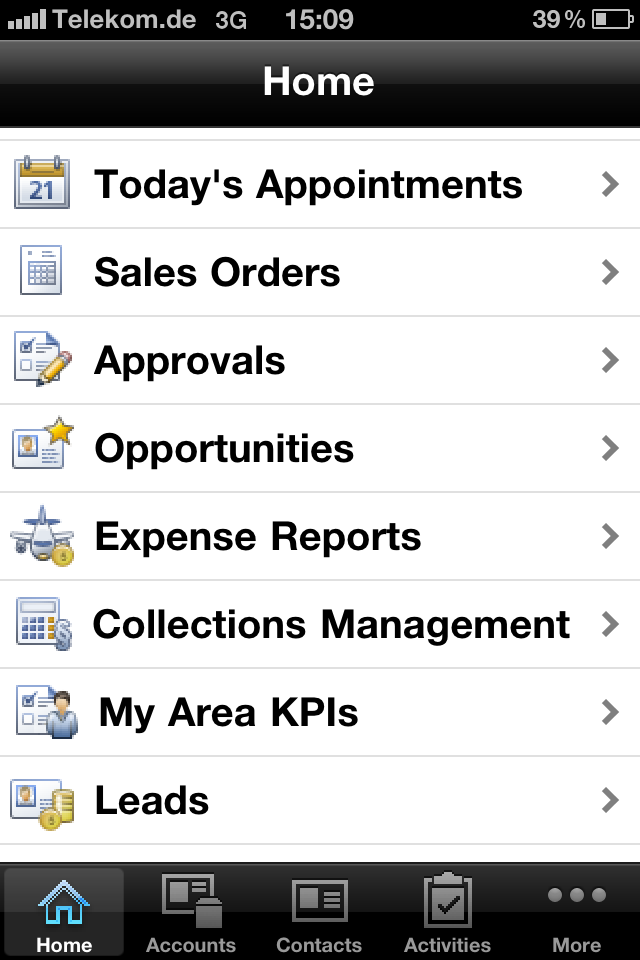 Telekom.de 3G 15:09 39 %
Home
21 Today's Appointments
Sales Orders
Approvals
Opportunities
Expense Reports
Collections Management
My Area KPIs
Leads
Home Accounts Contacts Activities More